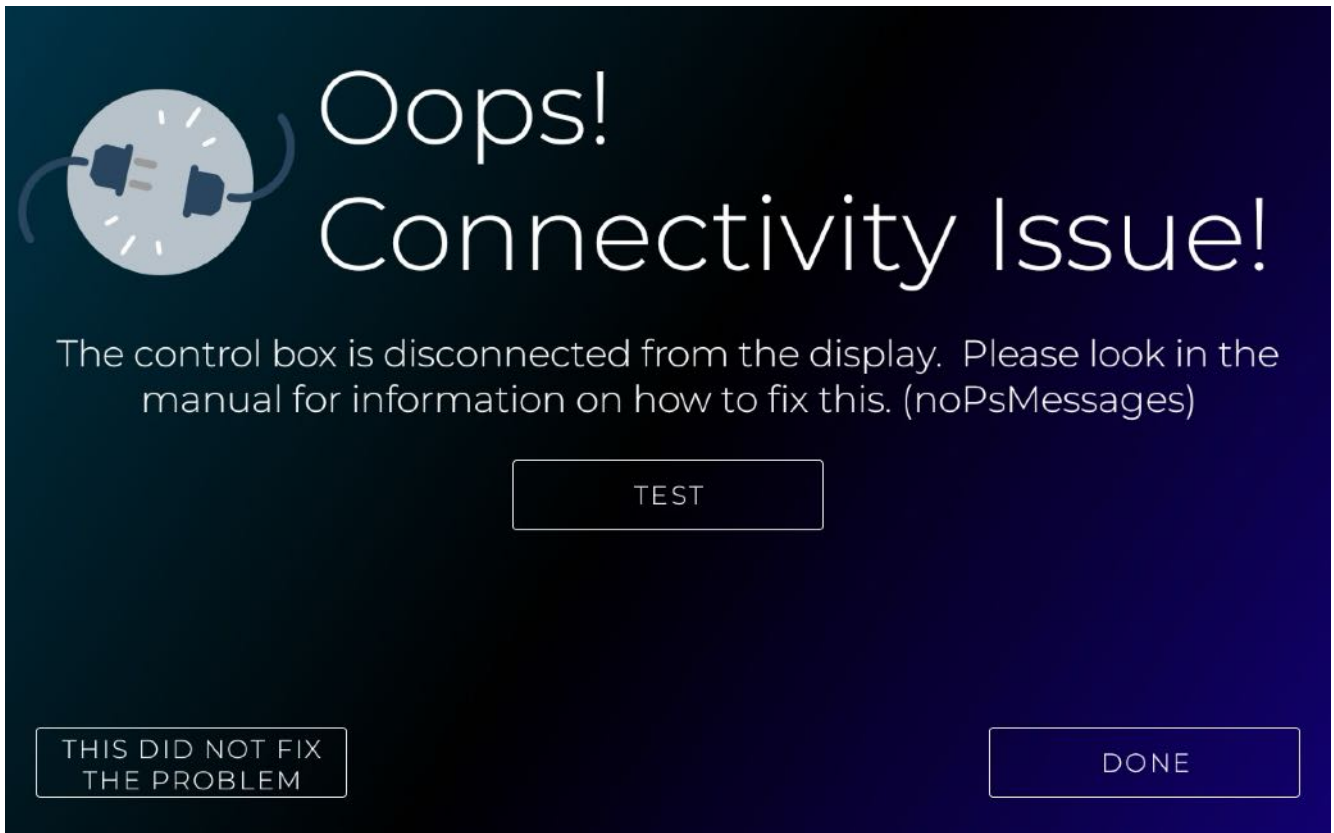 Oops!
Connectivity Issue!
The control box is disconnected from the display.  Please look in the
manual for information on how to fix this. (noPsMessages)
TEST
THIS DID NOT FIX
THE PROBLEM
DONE